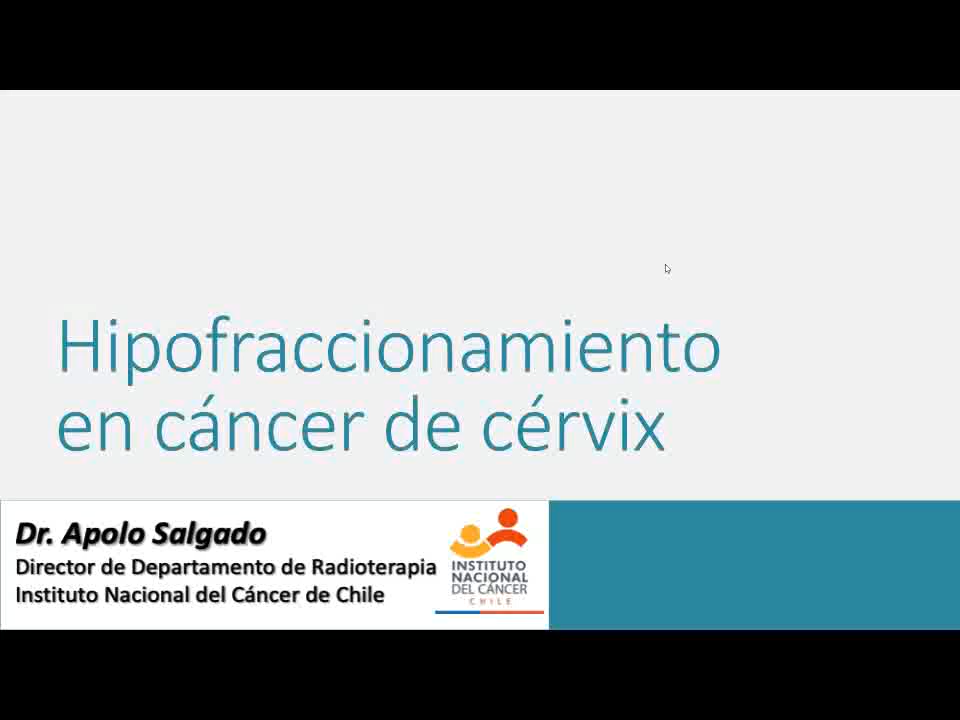 Hipofraccionamiento
en cáncer de cérvix
Dr. Apolo Salgado
Director de Departamento de Radioterapia
Instituto Nacional del Cáncer de Chile
INSTITUTO
NACIONAL
DEL CÁNCER
CHILE